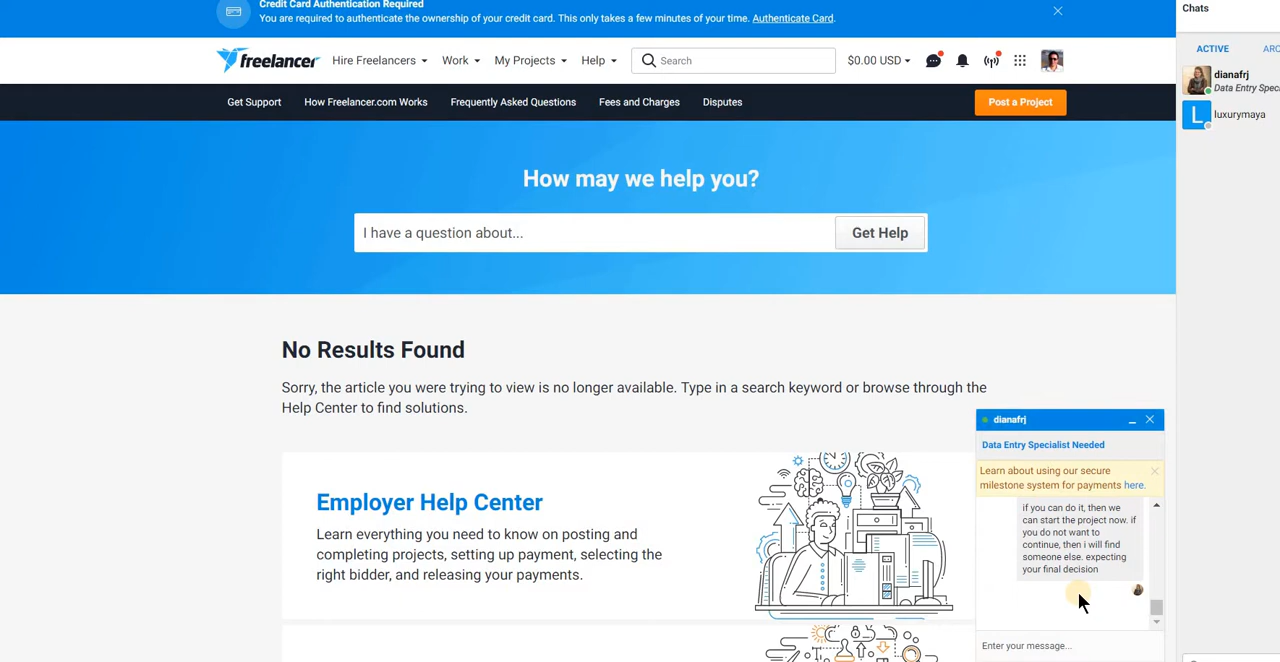 Credit Card Authentication Required
You are required to authenticate the ownership of your credit card. This only takes a few minutes of your time. Authenticate Card.
Chats
freelancer
Hire Freelancers
Work
My Projects
Help
Search
$0.00 USD
ACTIVE
dianafrj
Data Entry
L
luxurymaya
Get Support
How Freelancer.com Works
Frequently Asked Questions
Fees and Charges
Disputes
Post a Project
How may we help you?
I have a question about...
Get Help
No Results Found
Sorry, the article you were trying to view is no longer available. Type in a search keyword or browse through the
Help Center to find solutions.
Employer Help Center
Learn everything you need to know on posting and
completing projects, setting up payment, selecting the
right bidder, and releasing your payments.
dianafrj
Data Entry Specialist Needed
Learn about using our secure
milestone system for payments here.
if you can do it, then we
can start the project now. if
you do not want to
continue, then i will find
someone else. expecting
your final decision
Enter your message...